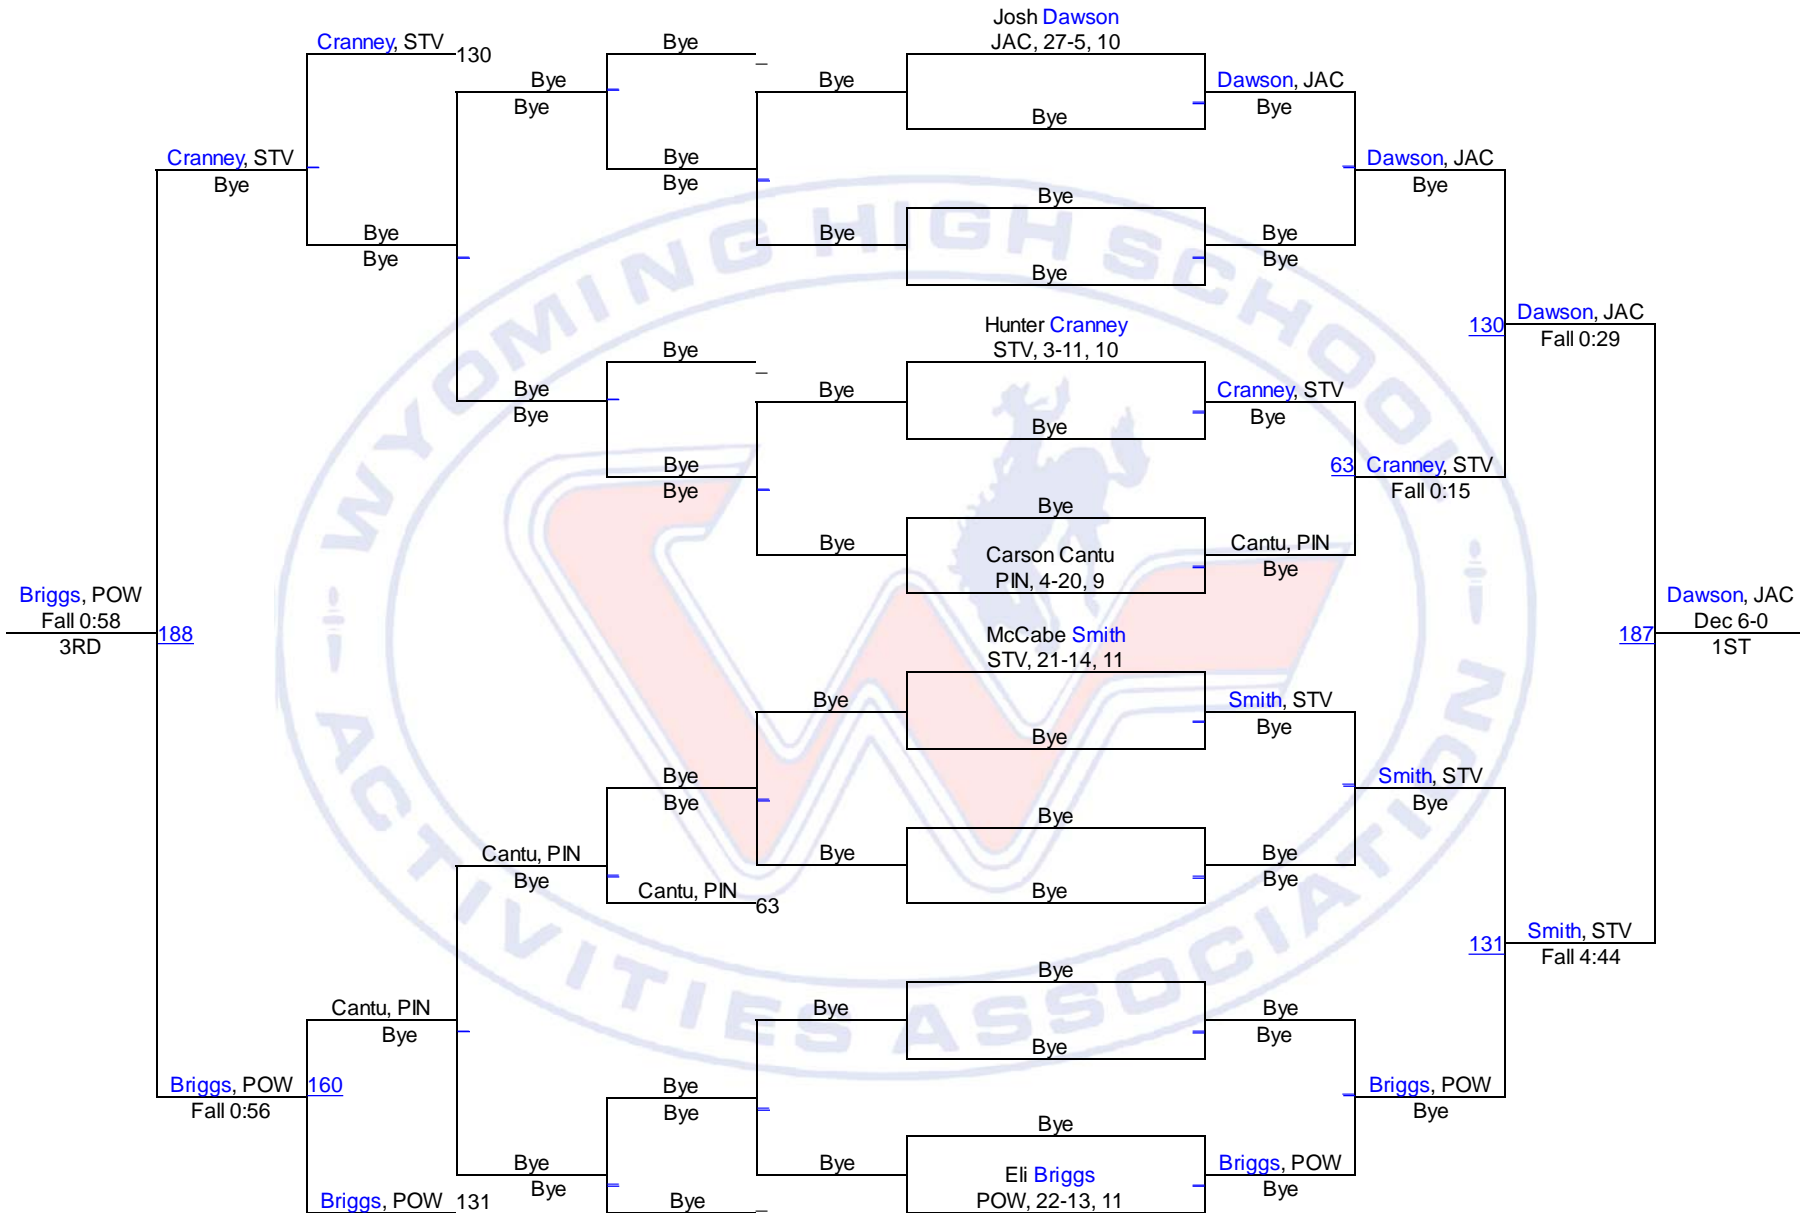 Josh Dawson
JAC, 27-5, 10
Cranney, STV
130
Bye
_
Bye
Bye
Bye
Dawson, JAC
Bye
Bye
Cranney, STV
Bye
Bye
Bye
Dawson, JAC
Bye
Bye
Bye
Bye
Bye
Bye
Bye
Bye
WYOMING HIGH SCHOOL
Hunter Cranney
STV, 3-11, 10
130
Dawson, JAC
Fall 0:29
Bye
_
Bye
Bye
Bye
Cranney, STV
Bye
Bye
Bye
Bye
63
Cranney, STV
Fall 0:15
Bye
Bye
Carson Cantu
PIN, 4-20, 9
Cantu, PIN
Bye
Briggs, POW
Fall 0:58
3RD
188
McCabe Smith
STV, 21-14, 11
187
Dawson, JAC
Dec 6-0
1ST
Bye
Bye
Smith, STV
Bye
Bye
Bye
Smith, STV
Bye
Cantu, PIN
Bye
Bye
Bye
Bye
Bye
Bye
Cantu, PIN
63
131
Smith, STV
Fall 4:44
Cantu, PIN
Bye
Bye
Bye
Bye
Bye
Bye
Briggs, POW
Fall 0:56
160
Bye
Bye
Briggs, POW
Bye
Bye
Bye
Bye
Bye
Eli Briggs
POW, 22-13, 11
Briggs, POW
Bye
Briggs, POW
131
Bye
_
ACTIVITIES ASSOCIATION